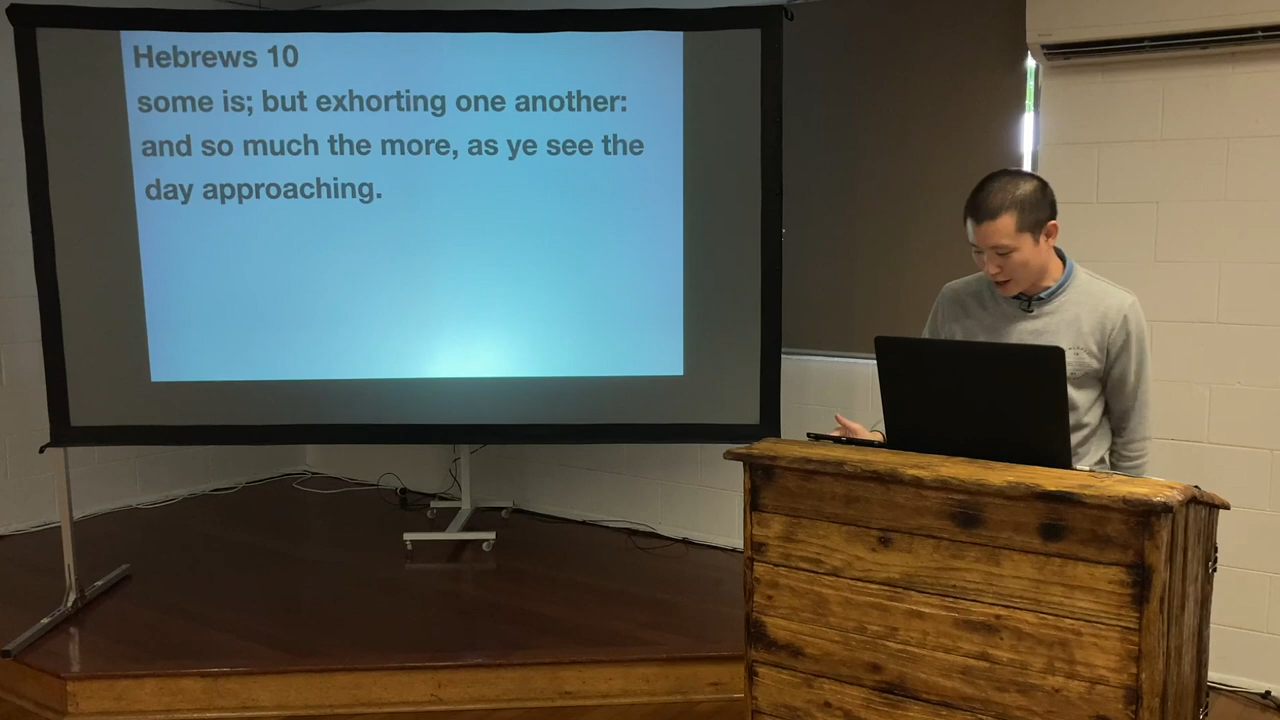 Hebrews 10
some is; but exhorting one another:
and so much the more, as ye see the
day approaching.